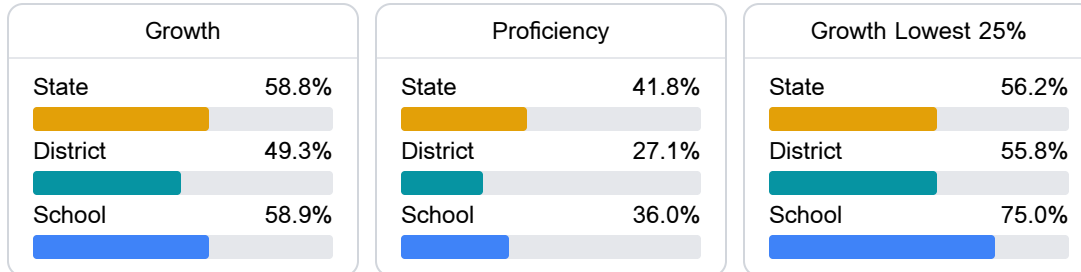 Growth
State 58.8%
District 49.3%
School 58.9%
Proficiency
State 41.8%
District 27.1%
School 36.0%
Growth Lowest 25%
State 56.2%
District 55.8%
School 75.0%